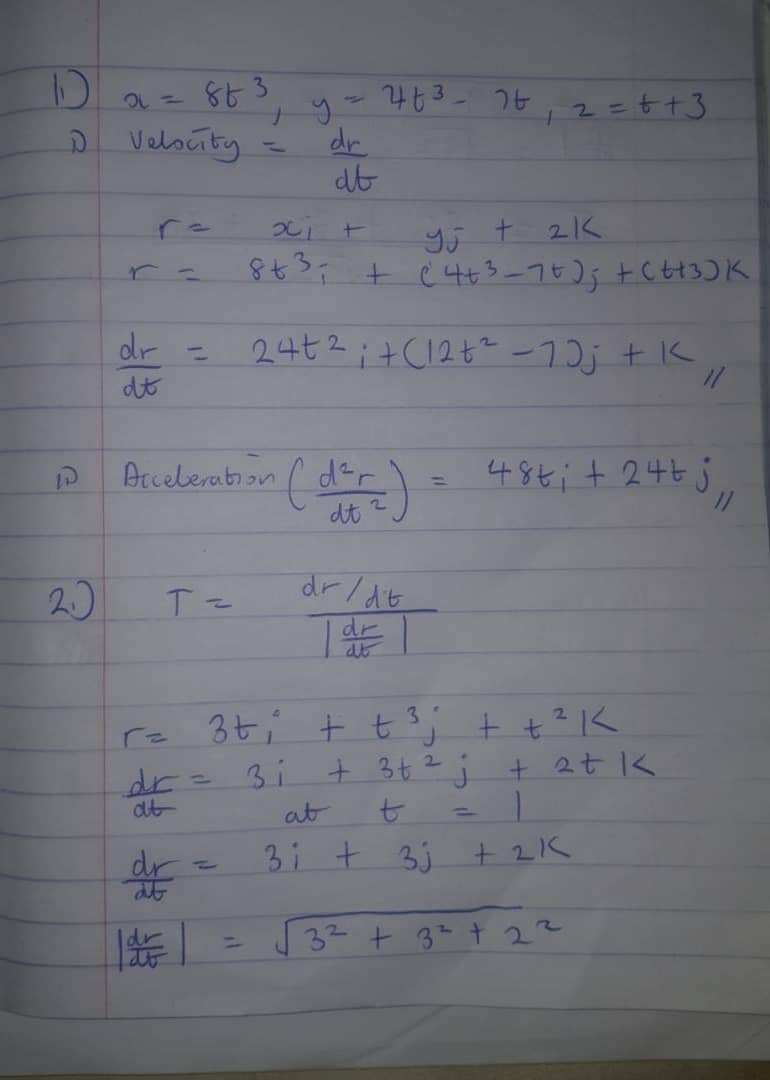 1.) x = 8t³, y = 4t³ - 7t, z = t+3
i) Velocity = dr/dt
r = xi + yj + zk
r = 8t³i + (4t³-7t)j + (t+3)k
dr/dt = 24t²i + (12t² - 7)j + k //
ii) Acceleration (d²r/dt²) = 48ti + 24tj //
2.) T = (dr/dt)/|dr/dt|
r = 3ti + t³j + t²k
dr/dt = 3i + 3t²j + 2tk
at t = 1
dr/dt = 3i + 3j + 2k
|dr/dt| = √(3² + 3² + 2²)